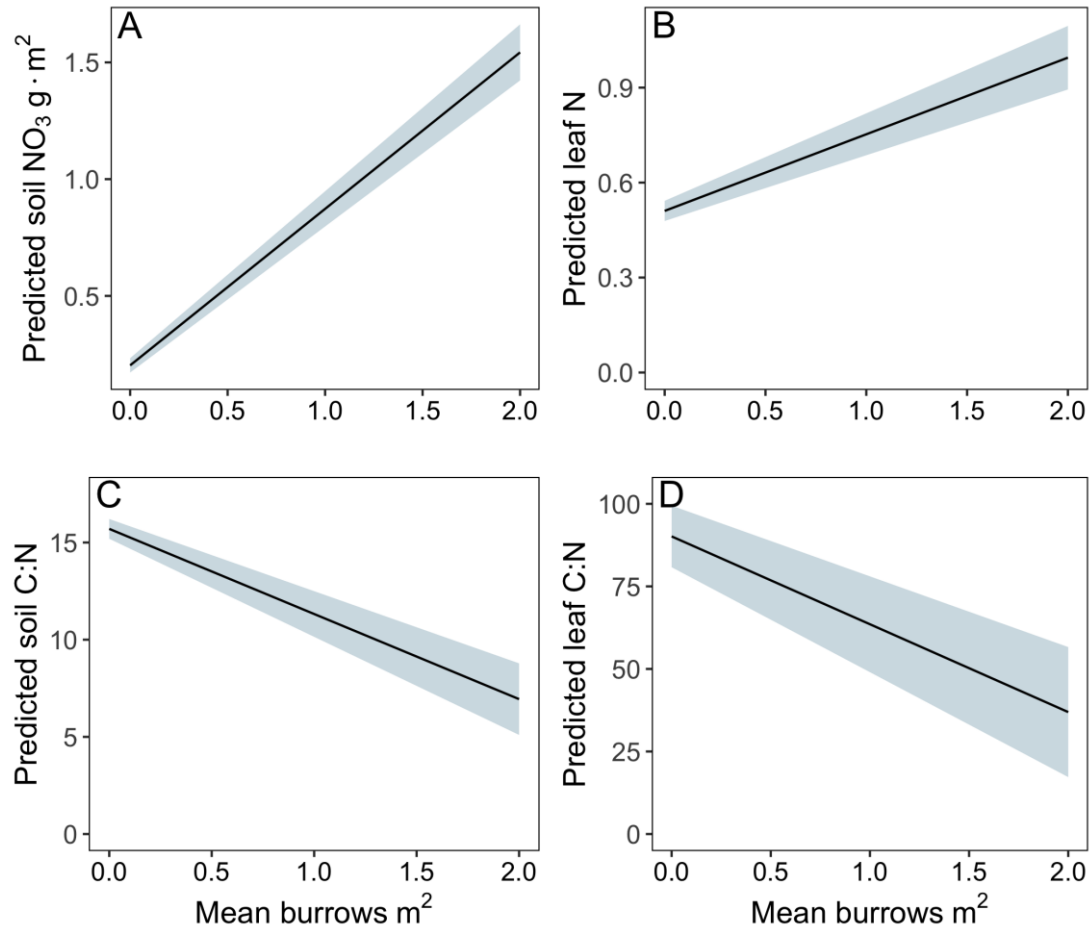 A
Predicted soil NO₃ g · m²
1.5
1.0
0.5
0.0 0.5 1.0 1.5 2.0
B
Predicted leaf N
0.9
0.6
0.3
0.0
0.0 0.5 1.0 1.5 2.0
C
Predicted soil C:N
15
10
5
0
0.0 0.5 1.0 1.5 2.0
Mean burrows m²
D
Predicted leaf C:N
100
75
50
25
0
0.0 0.5 1.0 1.5 2.0
Mean burrows m²